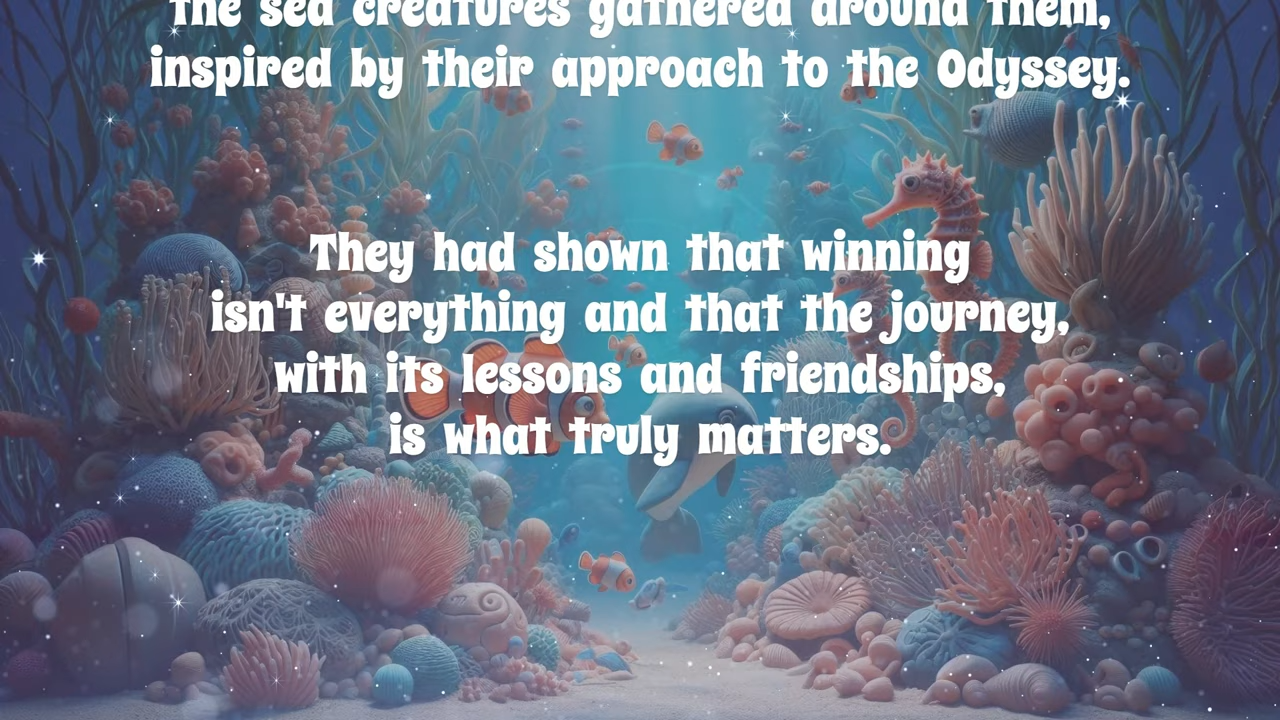 the sea creatures gathered around them,
inspired by their approach to the Odyssey.
They had shown that winning
isn't everything and that the journey,
with its lessons and friendships,
is what truly matters.